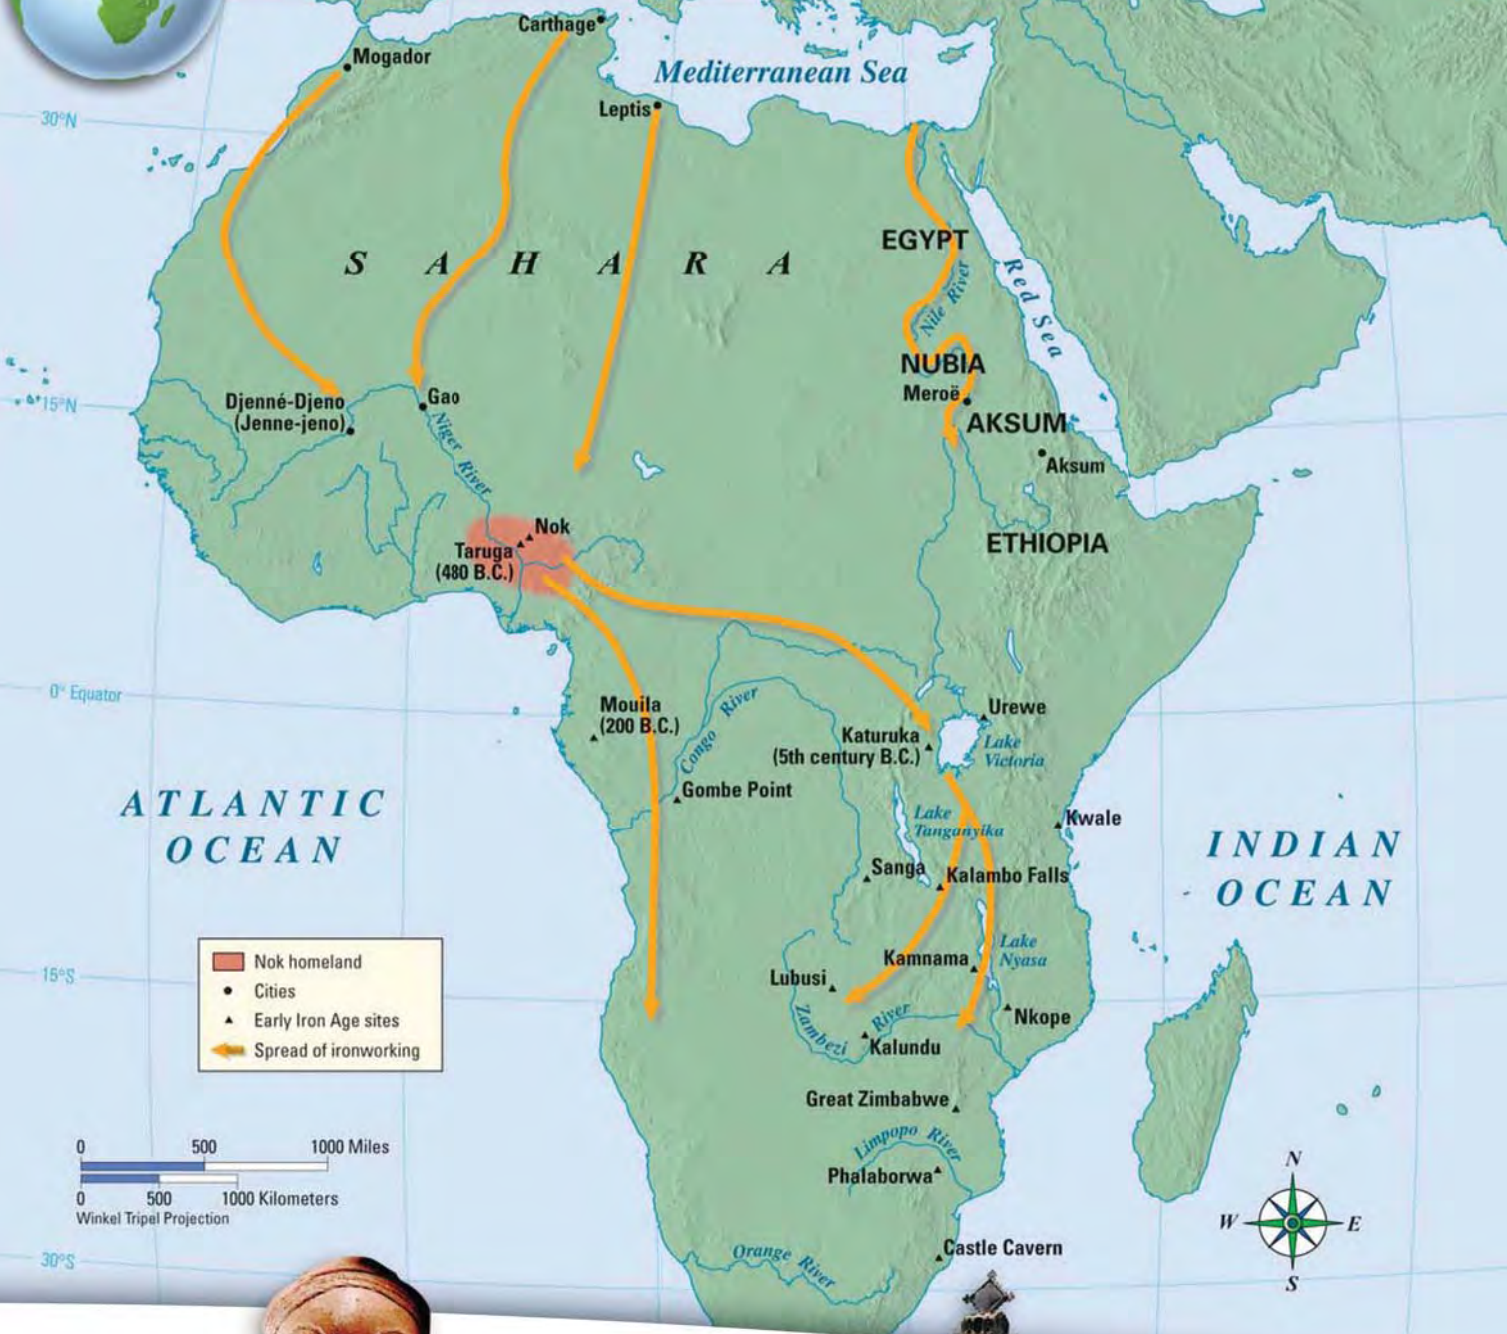 Carthage
Mogador
Mediterranean Sea
Leptis
30°N
EGYPT
SAHARA
Red Sea
Nile River
NUBIA
Meroë
15°N
Djenné-Djeno
(Jenne-jeno)
Gao
AKSUM
Aksum
Niger River
Nok
Taruga
(480 B.C.)
ETHIOPIA
0° Equator
Mouila
(200 B.C.)
Congo River
Urewe
Katuruka
(5th century B.C.)
Lake
Victoria
Gombe Point
ATLANTIC
OCEAN
Lake
Tanganyika
Kwale
INDIAN
OCEAN
Sanga
Kalambo Falls
Kamnama
Lake
Nyasa
15°S
Lubusi
Zambezi River
Nkope
Kalundu
Great Zimbabwe
Limpopo River
Phalaborwa
Castle Cavern
Orange River
30°S
Nok homeland
Cities
Early Iron Age sites
Spread of ironworking
0 500 1000 Miles
0 500 1000 Kilometers
Winkel Tripel Projection
N
W E
S